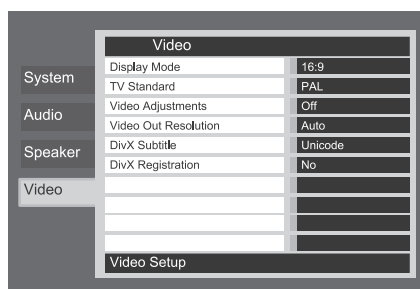 Video
System
Audio
Speaker
Video
Display Mode 16:9
TV Standard PAL
Video Adjustments Off
Video Out Resolution Auto
DivX Subtitle Unicode
DivX Registration No
Video Setup